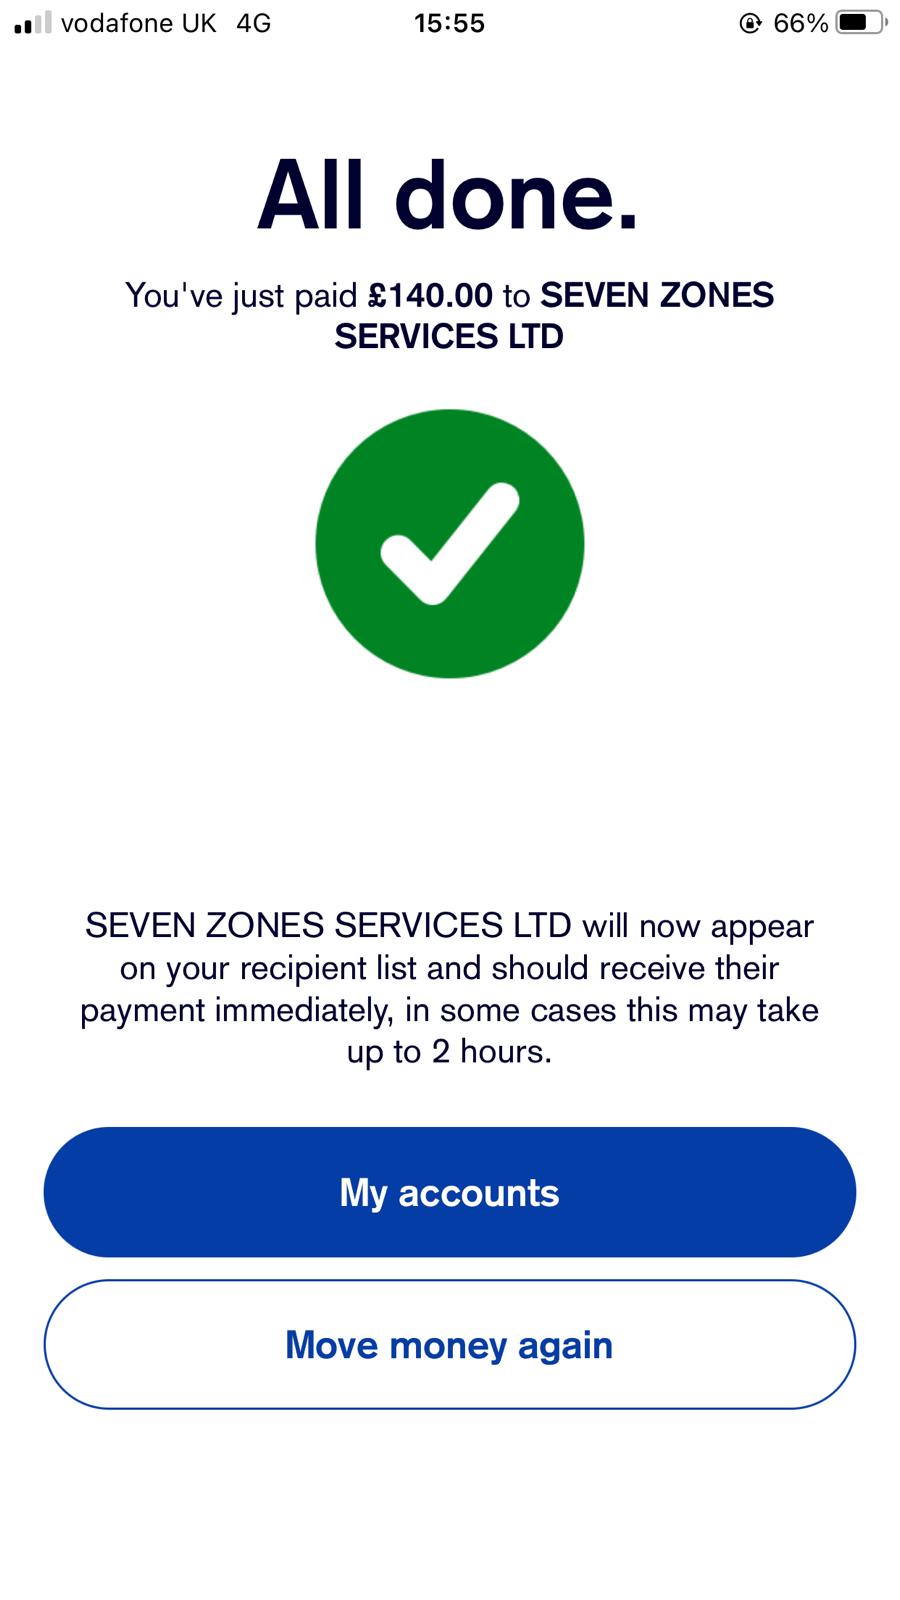 vodafone UK 4G 15:55 66%
All done.
You've just paid £140.00 to SEVEN ZONES
SERVICES LTD
SEVEN ZONES SERVICES LTD will now appear
on your recipient list and should receive their
payment immediately, in some cases this may take
up to 2 hours.
My accounts
Move money again